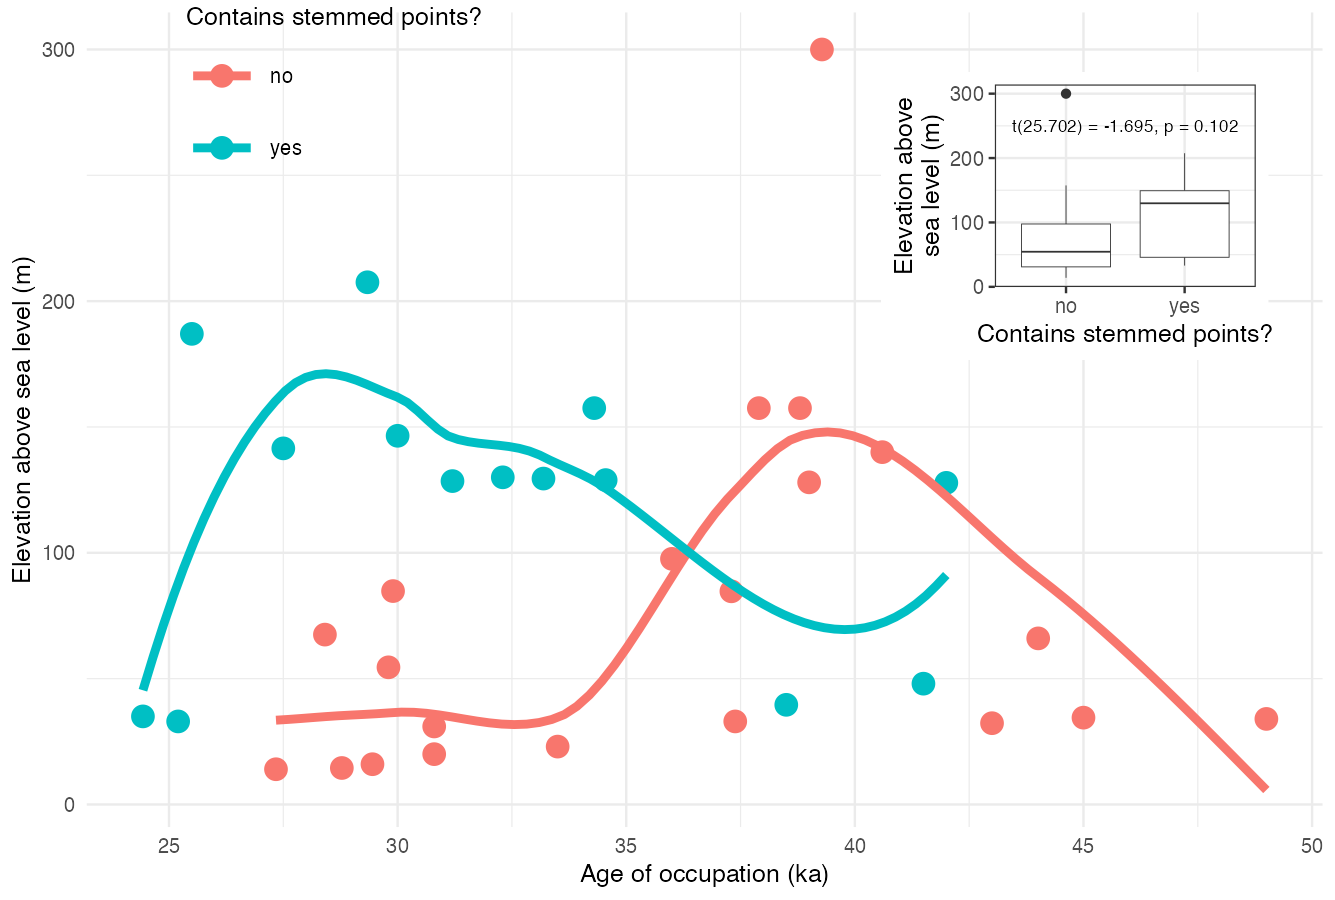 Contains stemmed points?
no
yes
Elevation above sea level (m)
300
200
100
0
25
30
35
40
45
50
Age of occupation (ka)
Elevation above
sea level (m)
300
200
100
0
t(25.702) = -1.695, p = 0.102
no
yes
Contains stemmed points?